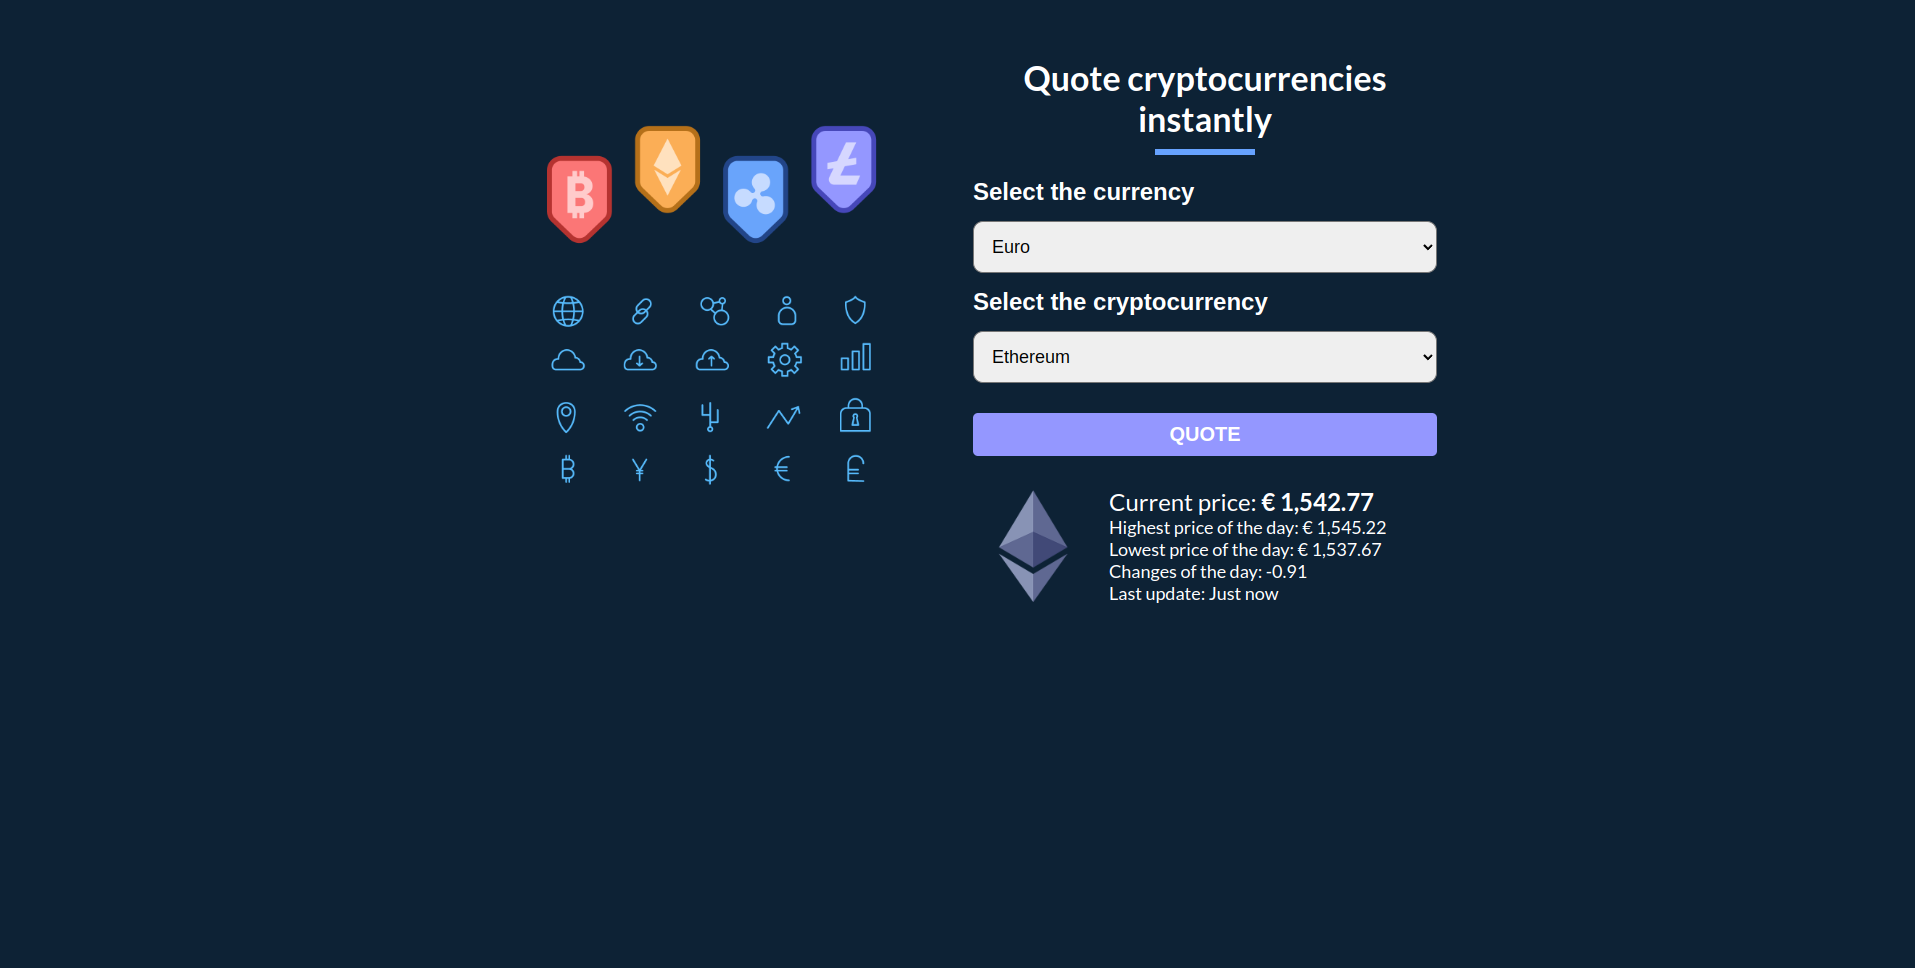 Quote cryptocurrencies
instantly
Select the currency
Euro
Select the cryptocurrency
Ethereum
QUOTE
Current price: € 1,542.77
Highest price of the day: € 1,545.22
Lowest price of the day: € 1,537.67
Changes of the day: -0.91
Last update: Just now